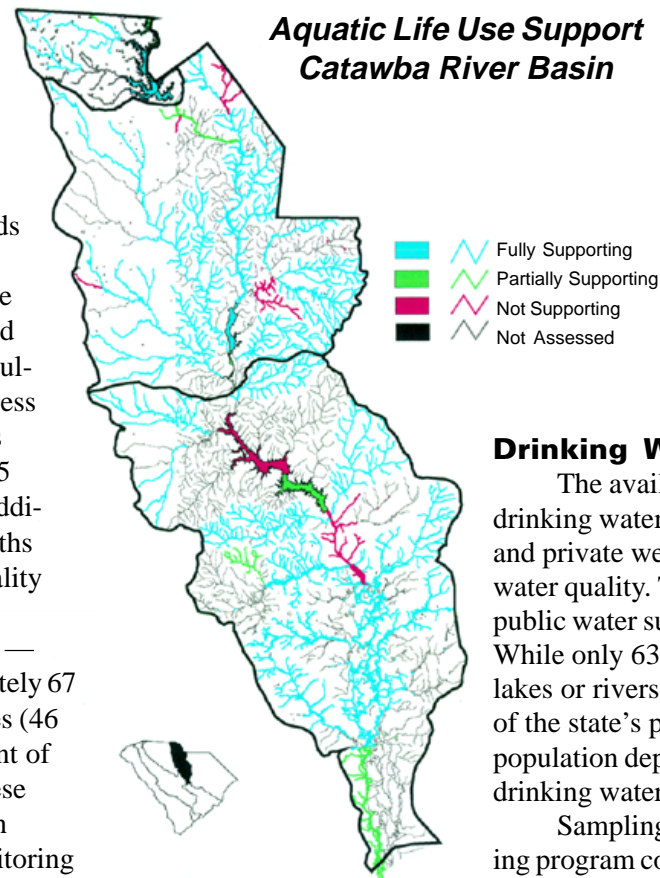 Aquatic Life Use Support
Catawba River Basin
Fully Supporting
Partially Supporting
Not Supporting
Not Assessed
ds
e
d
ul-
ess
s
5
ddi-
ths
ality
—
tely 67
es (46
nt of
ese
n
itoring
Drinking W
The avail
drinking water
and private we
water quality. T
public water su
While only 63
lakes or rivers
of the state's p
population dep
drinking water
Sampling
ing program co